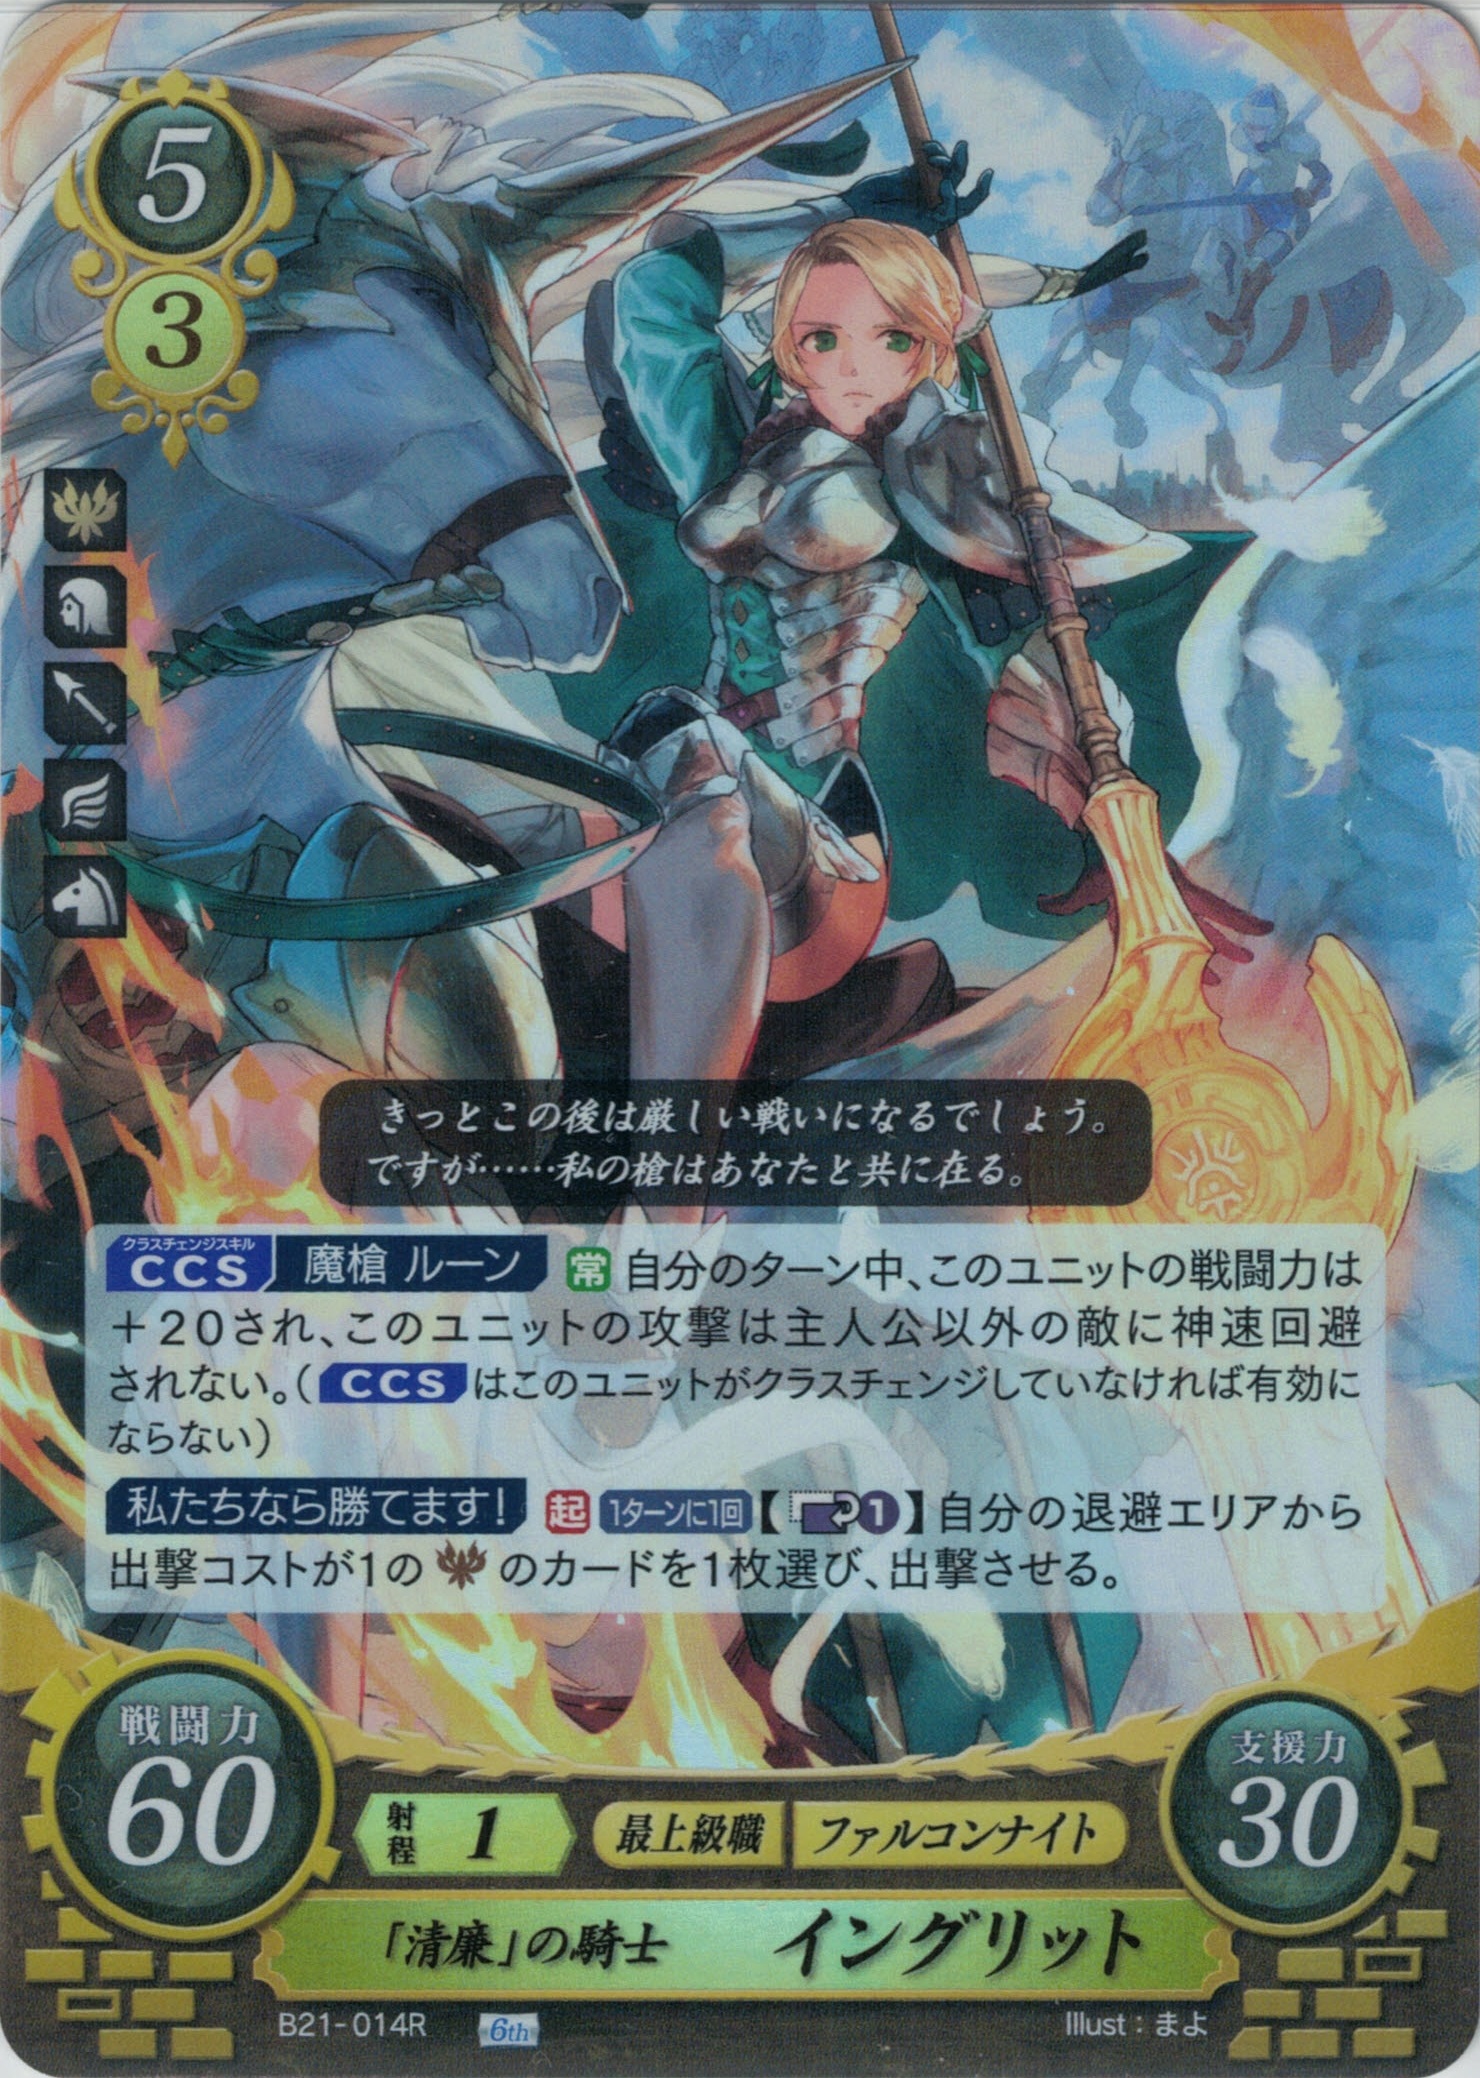 5
3
きっとこの後は厳しい戦いになるでしょう。
ですが……私の槍はあなたと共に在る。
クラスチェンジスキル
CCS 魔槍 ルーン 常 自分のターン中、このユニットの戦闘力は
＋20され、このユニットの攻撃は主人公以外の敵に神速回避
されない。（CCSはこのユニットがクラスチェンジしていなければ有効に
ならない）
私たちなら勝てます！ 起 1ターンに1回【1】自分の退避エリアから
出撃コストが1の のカードを1枚選び、出撃させる。
戦闘力
60
射程 1
最上級職 ファルコンナイト
支援力
30
「清廉」の騎士 イングリット
B21-014R 6th Illust：まよ